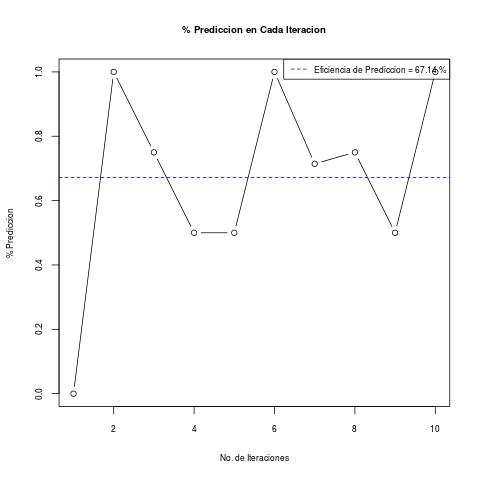 % Prediccion en Cada Iteracion
Eficiencia de Prediccion = 67.14 %
% Prediccion
1.0
0.8
0.6
0.4
0.2
0.0
2 4 6 8 10
No. de Iteraciones